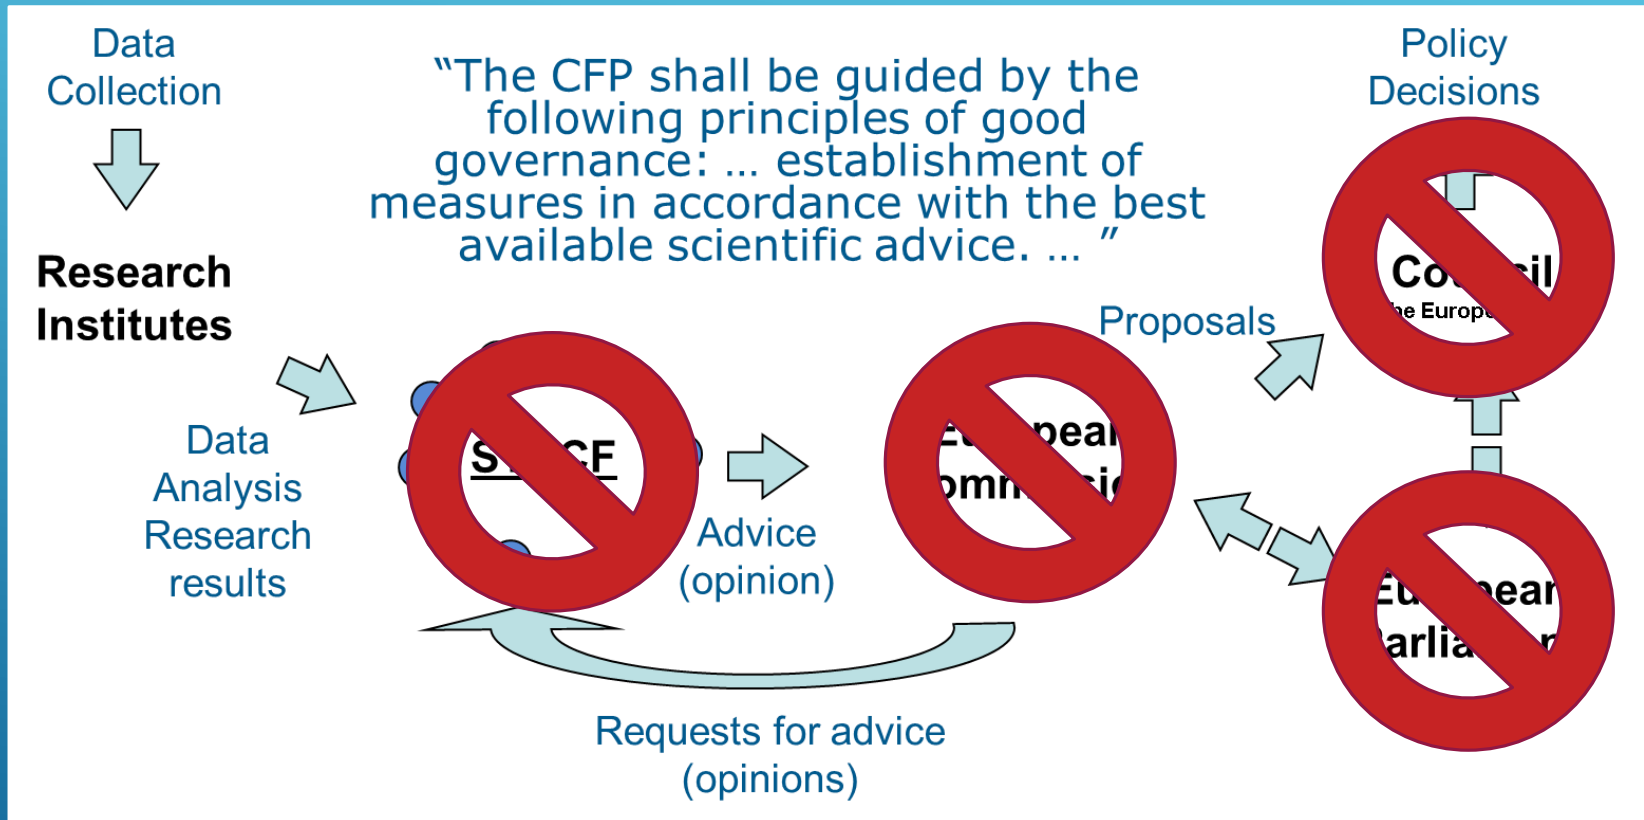 Data
Collection
“The CFP shall be guided by the
following principles of good
governance: ... establishment of
measures in accordance with the best
available scientific advice. ... ”
Policy
Decisions
Research
Institutes
Proposals
Data
Analysis
Research
results
Advice
(opinion)
Requests for advice
(opinions)